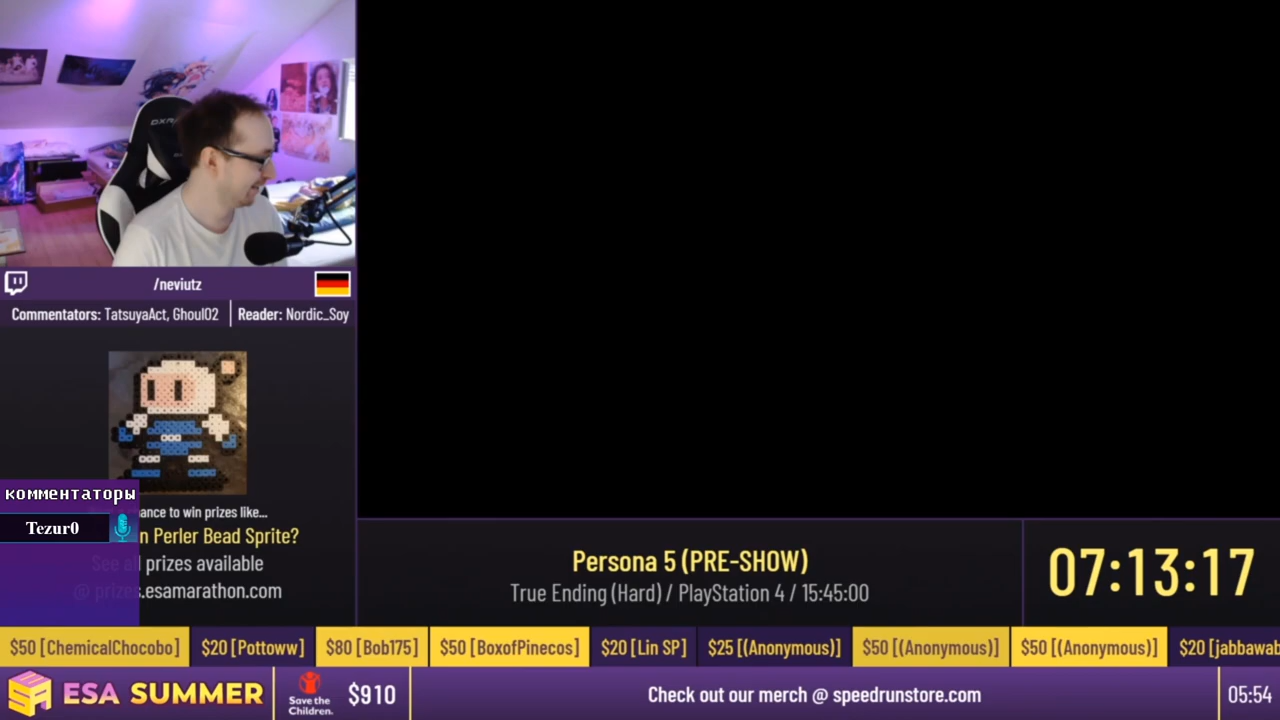 DXR
/neviutz
Commentators: TatsuyaAct, Ghoul02
Reader: Nordic_Soy
комментаторы
Tezur0
chance to win prizes like...
n Perler Bead Sprite?
See all prizes available
@ prizes.esamarathon.com
Persona 5 (PRE-SHOW)
True Ending (Hard) / PlayStation 4 / 15:45:00
07:13:17
$50 [ChemicalChocobo]
$20 [Pottoww]
$80 [Bob175]
$50 [BoxofPinecos]
$20 [Lin SP]
$25 [(Anonymous)]
$50 [(Anonymous)]
$50 [(Anonymous)]
$20 [jabbawab
ESA SUMMER
Save the
Children.
$910
Check out our merch @ speedrunstore.com
05:54